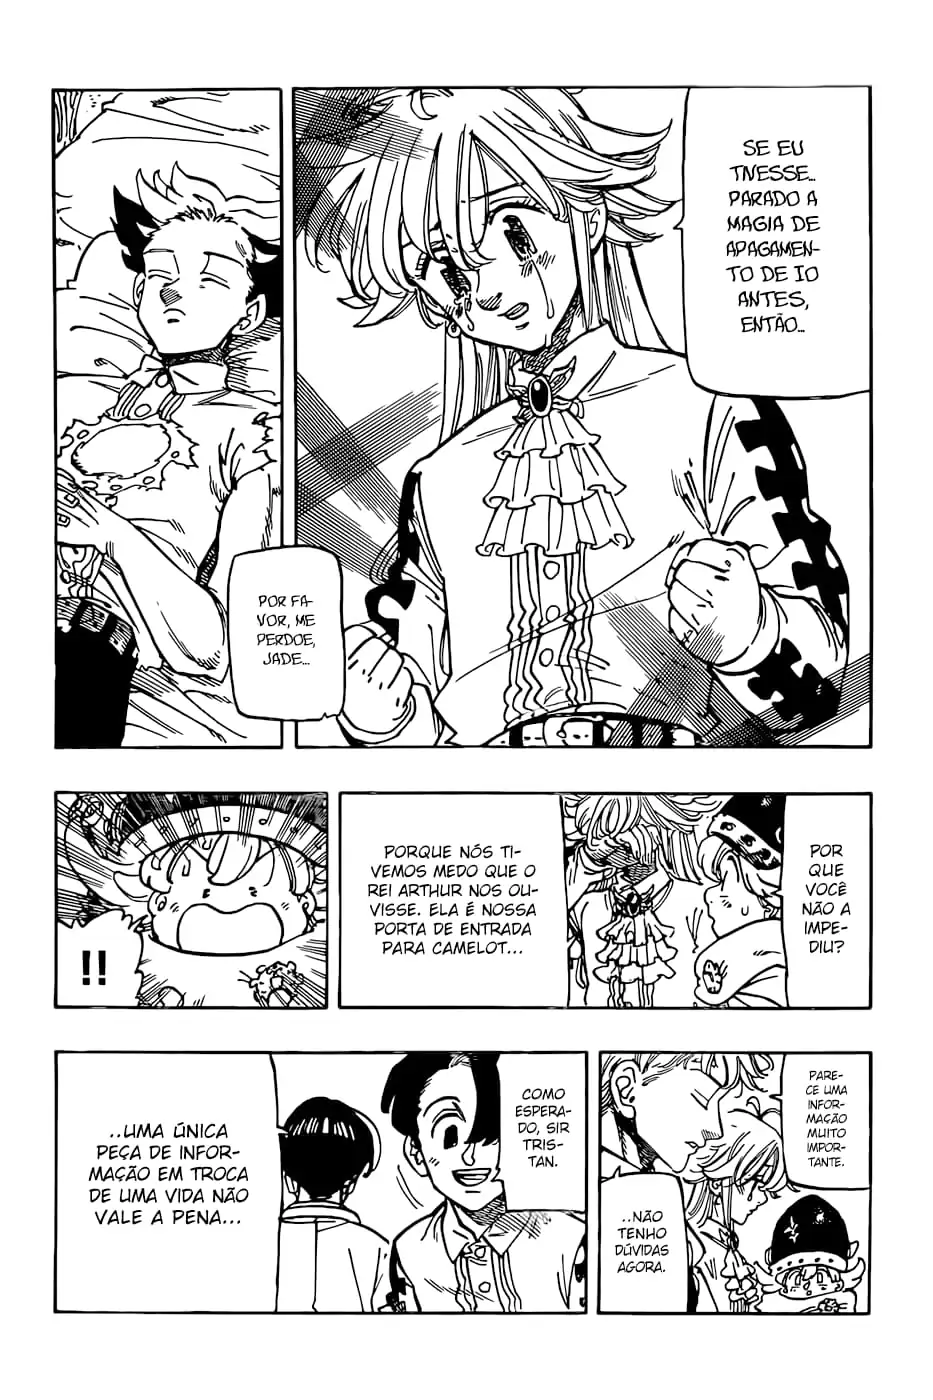 SE EU
TIVESSE...
PARADO A
MAGIA DE
APAGAMEN-
TO DE IO
ANTES,
ENTÃO...
POR FA-
VOR, ME
PERDOE,
JADE...
POR
QUE VOCÊ
NÃO A
IMPE-
DIU?
PORQUE NÓS TI-
VEMOS MEDO QUE O
REI ARTHUR NOS OU-
VISSE. ELA É NOSSA
PORTA DE ENTRADA
PARA CAMELOT...
!!
PARE-
CE UMA
INFOR-
MAÇÃO
MUITO
IMPOR-
TANTE.
..NÃO
TENHO
DÚVIDAS
AGORA.
COMO
ESPERA-
DO, SIR
TRIS-
TAN.
..UMA ÚNICA
PEÇA DE INFOR-
MAÇÃO EM TROCA
DE UMA VIDA NÃO
VALE A PENA...